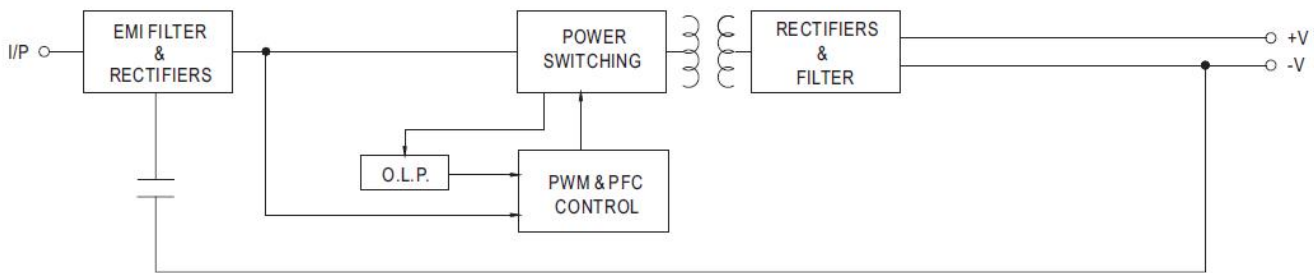 I/P
EMI FILTER
&
RECTIFIERS
POWER
SWITCHING
RECTIFIERS
&
FILTER
+V
-V
O.L.P.
PWM & PFC
CONTROL